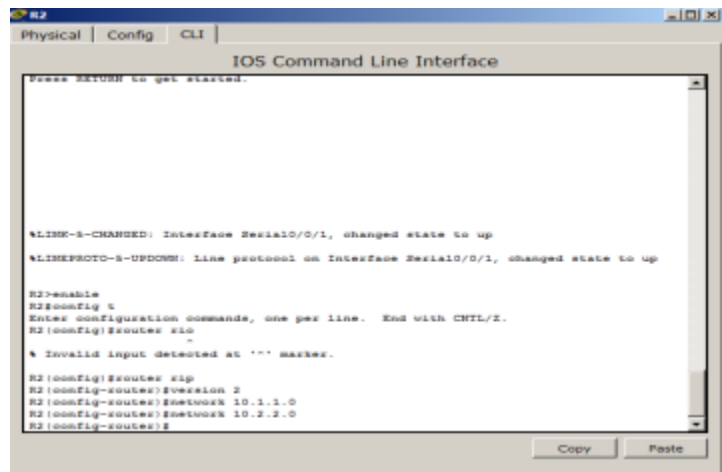 R2
Physical Config CLI
IOS Command Line Interface
Press RETURN to get started.
%LINK-5-CHANGED: Interface Serial0/0/1, changed state to up
%LINEPROTO-5-UPDOWN: Line protocol on Interface Serial0/0/1, changed state to up
R2>enable
R2#config t
Enter configuration commands, one per line. End with CNTL/Z.
R2(config)#router rio
^
% Invalid input detected at '^' marker.
R2(config)#router rip
R2(config-router)#version 2
R2(config-router)#network 10.1.1.0
R2(config-router)#network 10.2.2.0
R2(config-router)#
Copy Paste